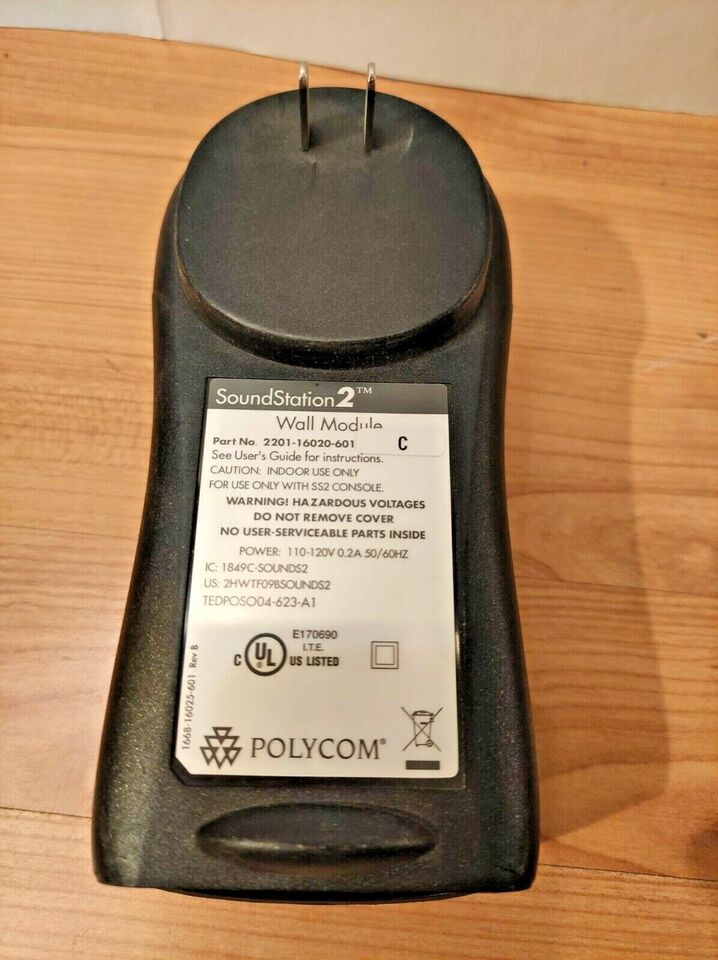 SoundStation2™
Wall Module
Part No. 2201-16020-601 C
See User's Guide for instructions.
CAUTION: INDOOR USE ONLY
FOR USE ONLY WITH SS2 CONSOLE.
WARNING! HAZARDOUS VOLTAGES
DO NOT REMOVE COVER
NO USER-SERVICEABLE PARTS INSIDE
POWER: 110-120V 0.2A 50/60HZ
IC: 1849C-SOUNDS2
US: 2HWTF09BSOUNDS2
TEDPOSO04-623-A1
E170690
I.T.E.
C UL® US LISTED
1668-16025-601 Rev B
POLYCOM®